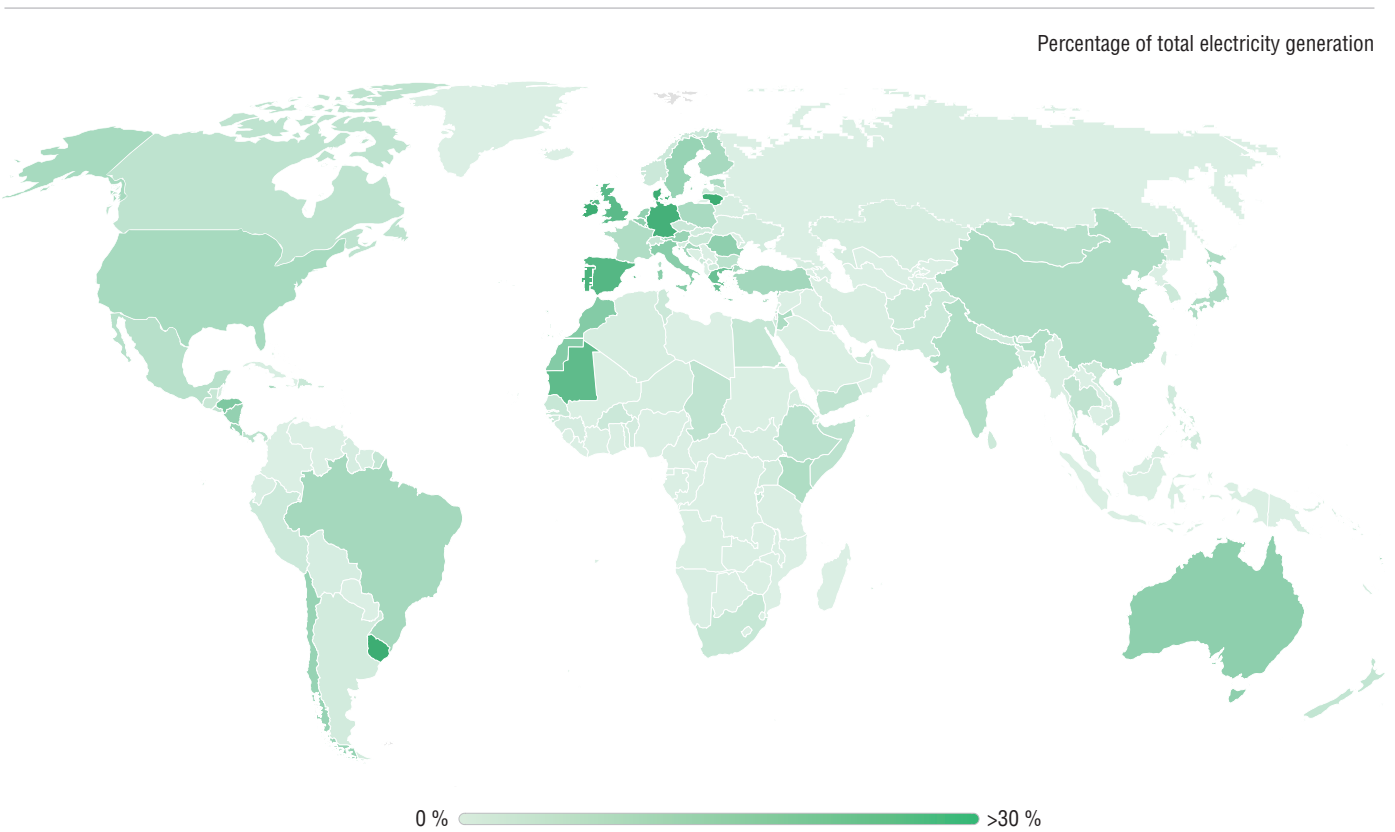 Percentage of total electricity generation
0 %
>30 %